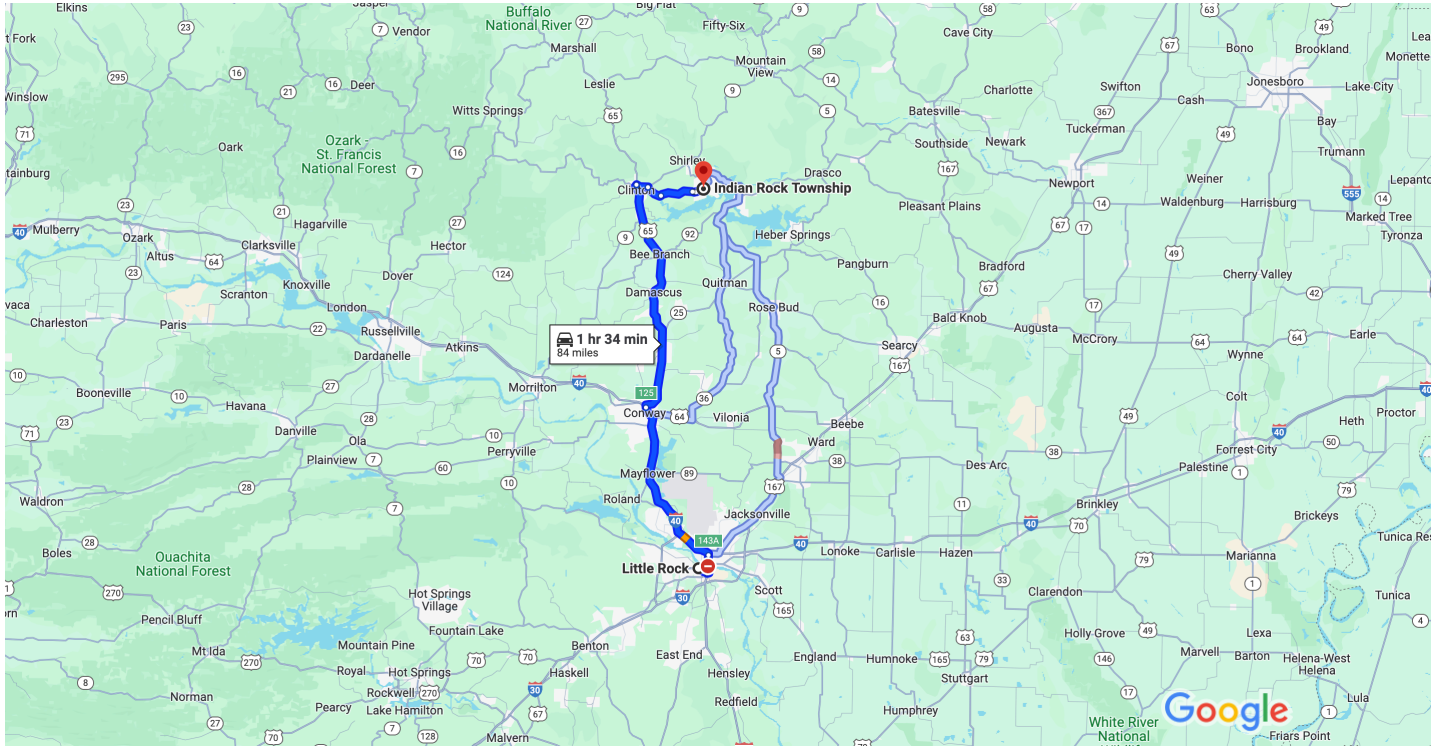 Elkins
Jasper
Buffalo
National River
Big Flat
Fifty-Six
58
63
Cave City
Vendor
Marshall
Bono
Brookland
Lea
Monette
t Fork
Mountain
View
Jonesboro
Lake City
Winslow
Deer
Leslie
Charlotte
Swifton
Cash
Witts Springs
Batesville
Bay
Tuckerman
Ozark -
St. Francis
National Forest
Oark
Southside
Newark
Trumann
tainburg
Shirley
Drasco
Newport
Weiner
Lepanto
Clinton
Indian Rock Township
Waldenburg
Harrisburg
Pleasant Plains
Marked Tree
Mulberry
Ozark
Hagarville
Heber Springs
Tyronza
Clarksville
Hector
Altus
Bee Branch
Pangburn
Bradford
Dover
Cherry Valley
Knoxville
Quitman
Scranton
Damascus
London
Rose Bud
vaca
Charleston
Paris
Russellville
Bald Knob
Augusta
McCrory
Earle
1 hr 34 min
84 miles
Atkins
Searcy
Wynne
Dardanelle
Booneville
Morrilton
125
Colt
Havana
Conway
Vilonia
Beebe
Proctor
Heth
Danville
Ola
Ward
Forrest City
Perryville
Plainview
Des Arc
Palestine
Mayflower
Waldron
Roland
Brinkley
Jacksonville
Brickeys
143A
Boles
Lonoke
Carlisle
Hazen
Marianna
Tunica Res
Ouachita
National Forest
Little Rock
Scott
Clarendon
Tunica
Hot Springs
Village
Pencil Bluff
Fountain Lake
Holly Grove
Lexa
Mountain Pine
Benton
East End
England
Humnoke
Marvell
Barton
Mt Ida
Helena-West
Helena
Royal
Hot Springs
Haskell
Hensley
Stuttgart
Rockwell
Norman
Pearcy
Lake Hamilton
Redfield
Humphrey
Lula
Google
White River
National
Malvern
Friars Point